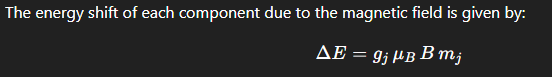 The energy shift of each component due to the magnetic field is given by:
ΔE = g_j μ_B B m_j